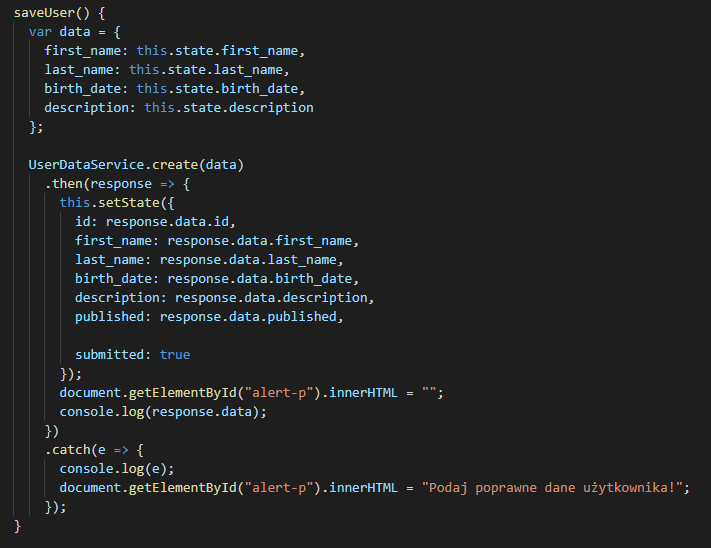 saveUser() {
  var data = {
    first_name: this.state.first_name,
    last_name: this.state.last_name,
    birth_date: this.state.birth_date,
    description: this.state.description
  };

  UserDataService.create(data)
    .then(response => {
      this.setState({
        id: response.data.id,
        first_name: response.data.first_name,
        last_name: response.data.last_name,
        birth_date: response.data.birth_date,
        description: response.data.description,
        published: response.data.published,

        submitted: true
      });
      document.getElementById("alert-p").innerHTML = "";
      console.log(response.data);
    })
    .catch(e => {
      console.log(e);
      document.getElementById("alert-p").innerHTML = "Podaj poprawne dane użytkownika!";
    });
}